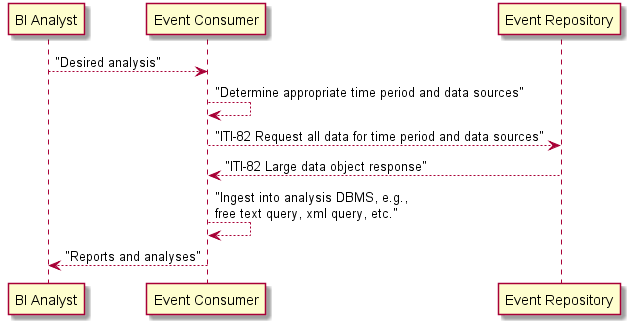 BI Analyst
Event Consumer
Event Repository
"Desired analysis"
"Determine appropriate time period and data sources"
"ITI-82 Request all data for time period and data sources"
"ITI-82 Large data object response"
"Ingest into analysis DBMS, e.g.,
free text query, xml query, etc."
"Reports and analyses"
BI Analyst
Event Consumer
Event Repository